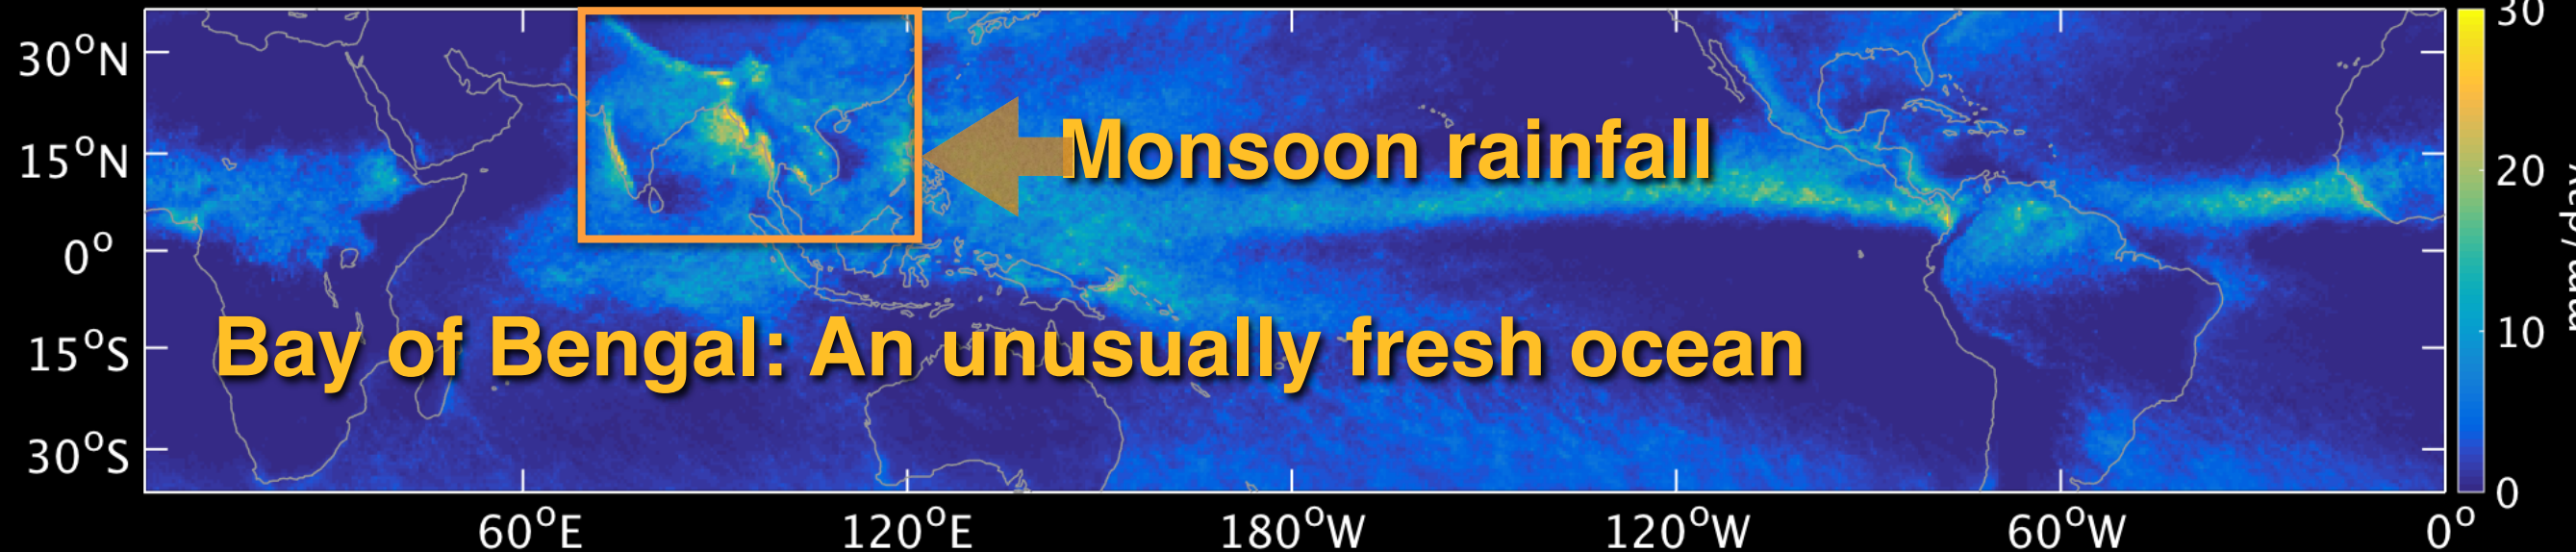 30°N
15°N
0°
15°S
30°S
60°E
120°E
180°W
120°W
60°W
0°
30
20
10
0
Monsoon rainfall
Bay of Bengal: An unusually fresh ocean